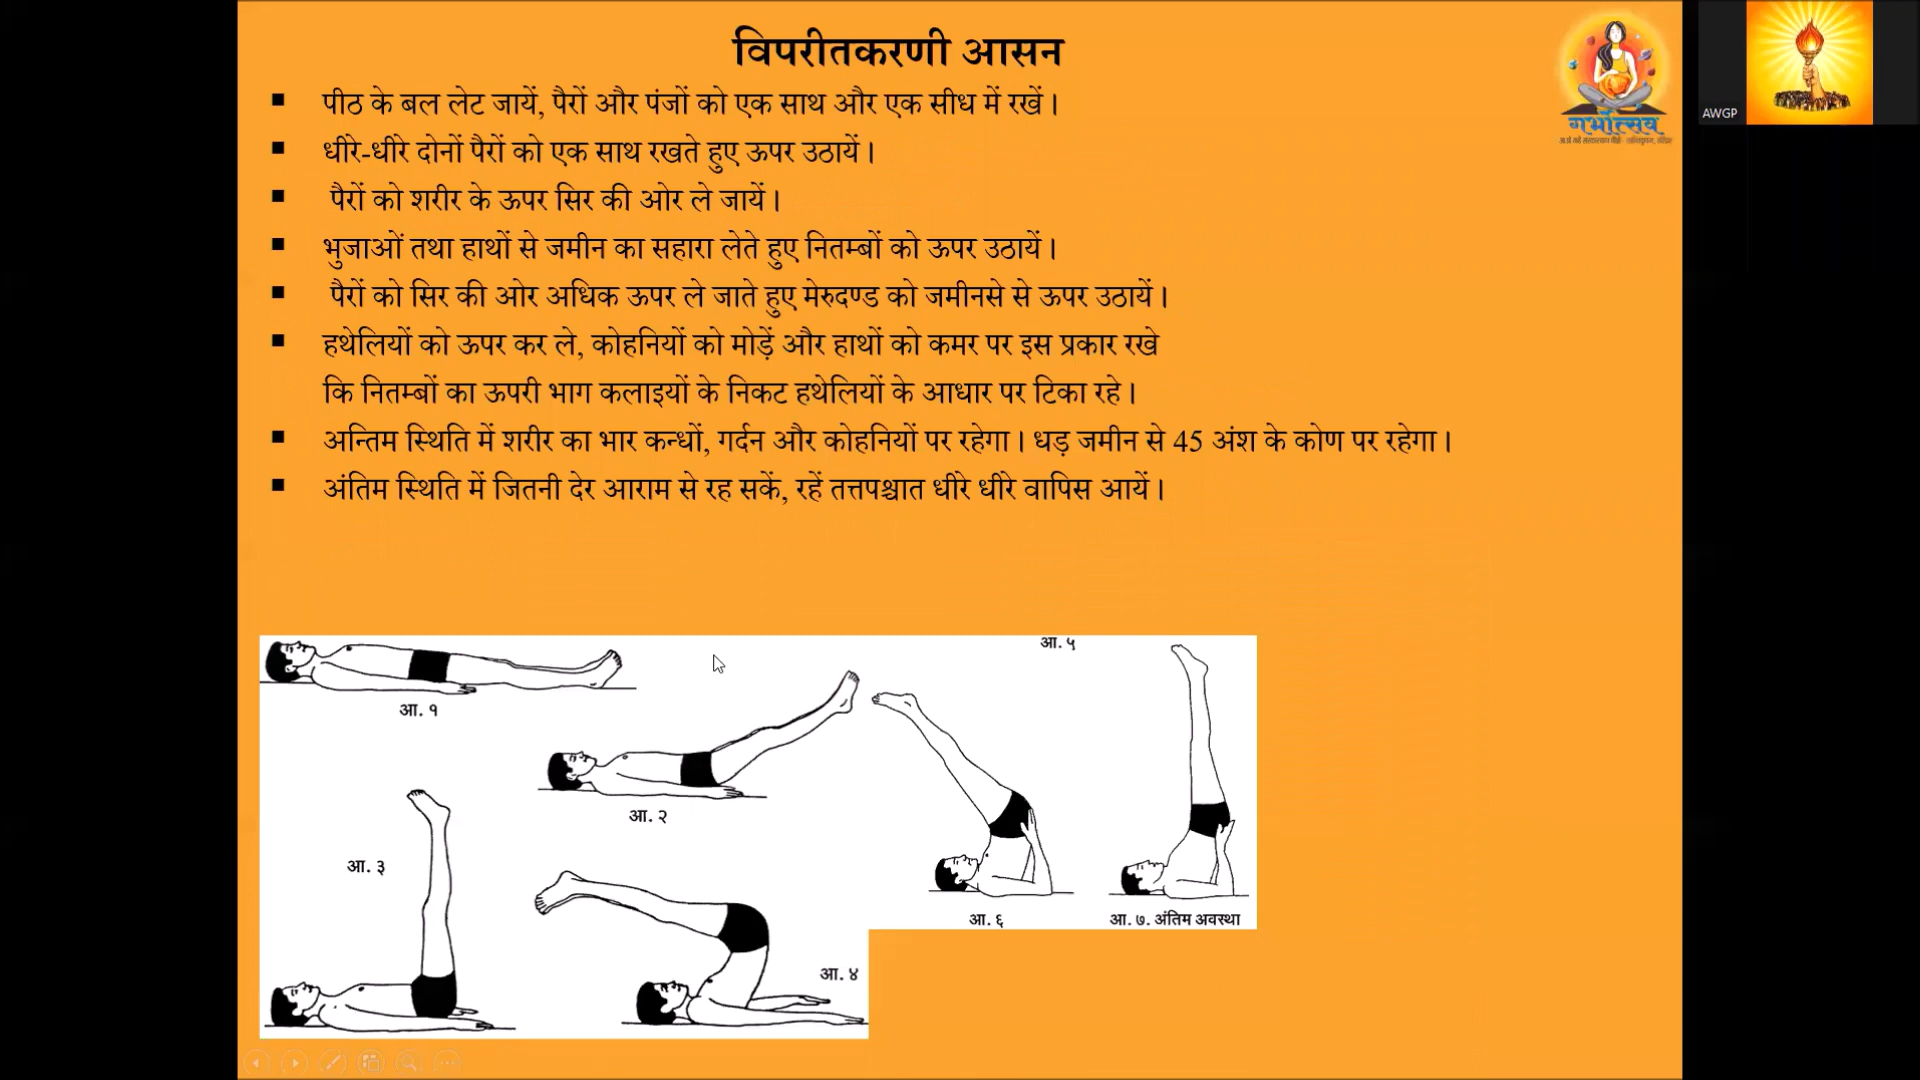 विपरीतकरणी आसन
पीठ के बल लेट जायें, पैरों और पंजों को एक साथ और एक सीध में रखें।
धीरे-धीरे दोनों पैरों को एक साथ रखते हुए ऊपर उठायें।
पैरों को शरीर के ऊपर सिर की ओर ले जायें।
भुजाओं तथा हाथों से जमीन का सहारा लेते हुए नितम्बों को ऊपर उठायें।
पैरों को सिर की ओर अधिक ऊपर ले जाते हुए मेरुदण्ड को जमीनसे से ऊपर उठायें।
हथेलियों को ऊपर कर ले, कोहनियों को मोड़ें और हाथों को कमर पर इस प्रकार रखे
कि नितम्बों का ऊपरी भाग कलाइयों के निकट हथेलियों के आधार पर टिका रहे।
अन्तिम स्थिति में शरीर का भार कन्धों, गर्दन और कोहनियों पर रहेगा। धड़ जमीन से 45 अंश के कोण पर रहेगा।
अंतिम स्थिति में जितनी देर आराम से रह सकें, रहें तत्तपश्चात धीरे धीरे वापिस आयें।
गर्भोत्सव
AWGP
आ. १
आ. २
आ. ३
आ. ४
आ. ५
आ. ६
आ. ७. अंतिम अवस्था